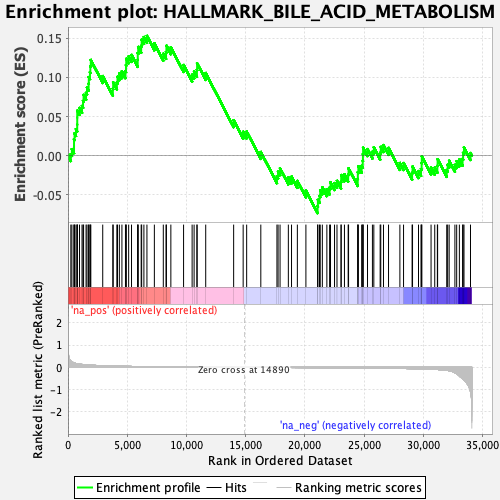 Enrichment plot: HALLMARK_BILE_ACID_METABOLISM
Enrichment score (ES)
0.15
0.10
0.05
0.00
-0.05
'na_pos' (positively correlated)
Ranked list metric (PreRanked)
2
1
0
-1
-2
Zero cross at 14890
'na_neg' (negatively correlated)
0 5,000 10,000 15,000 20,000 25,000 30,000 35,000
Rank in Ordered Dataset
Enrichment profile Hits Ranking metric scores